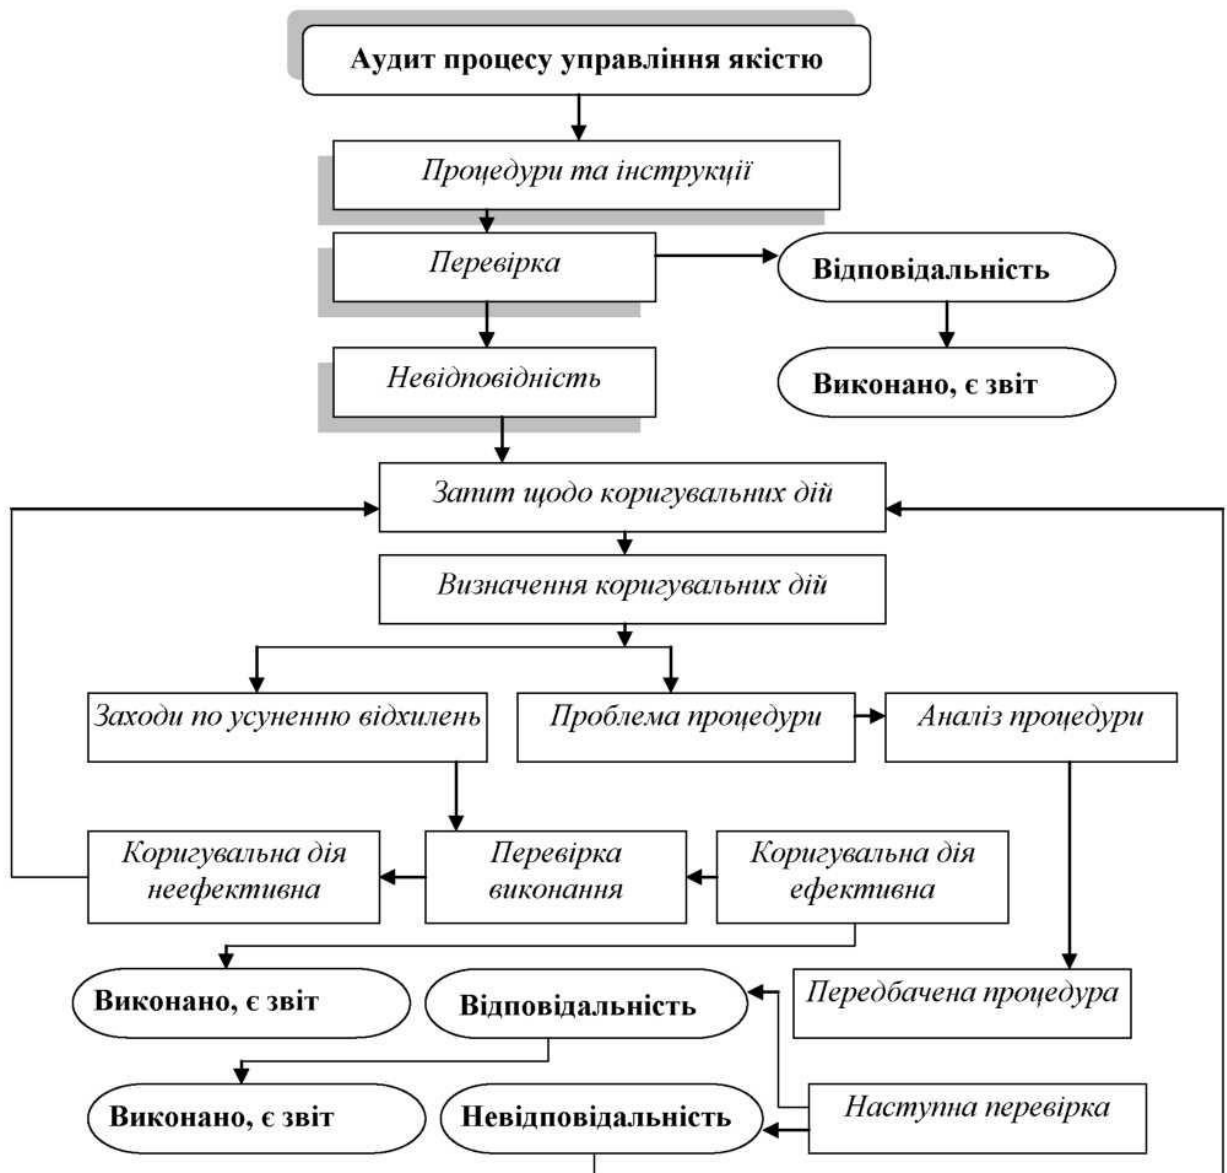 Аудит процесу управління якістю
Процедури та інструкції
Перевірка
Відповідальність
Невідповідність
Виконано, є звіт
Запит щодо коригувальних дій
Визначення коригувальних дій
Заходи по усуненню відхилень
Проблема процедури
Аналіз процедури
Коригувальна дія
неефективна
Перевірка
виконання
Коригувальна дія
ефективна
Виконано, є звіт
Відповідальність
Передбачена процедура
Виконано, є звіт
Невідповідальність
Наступна перевірка